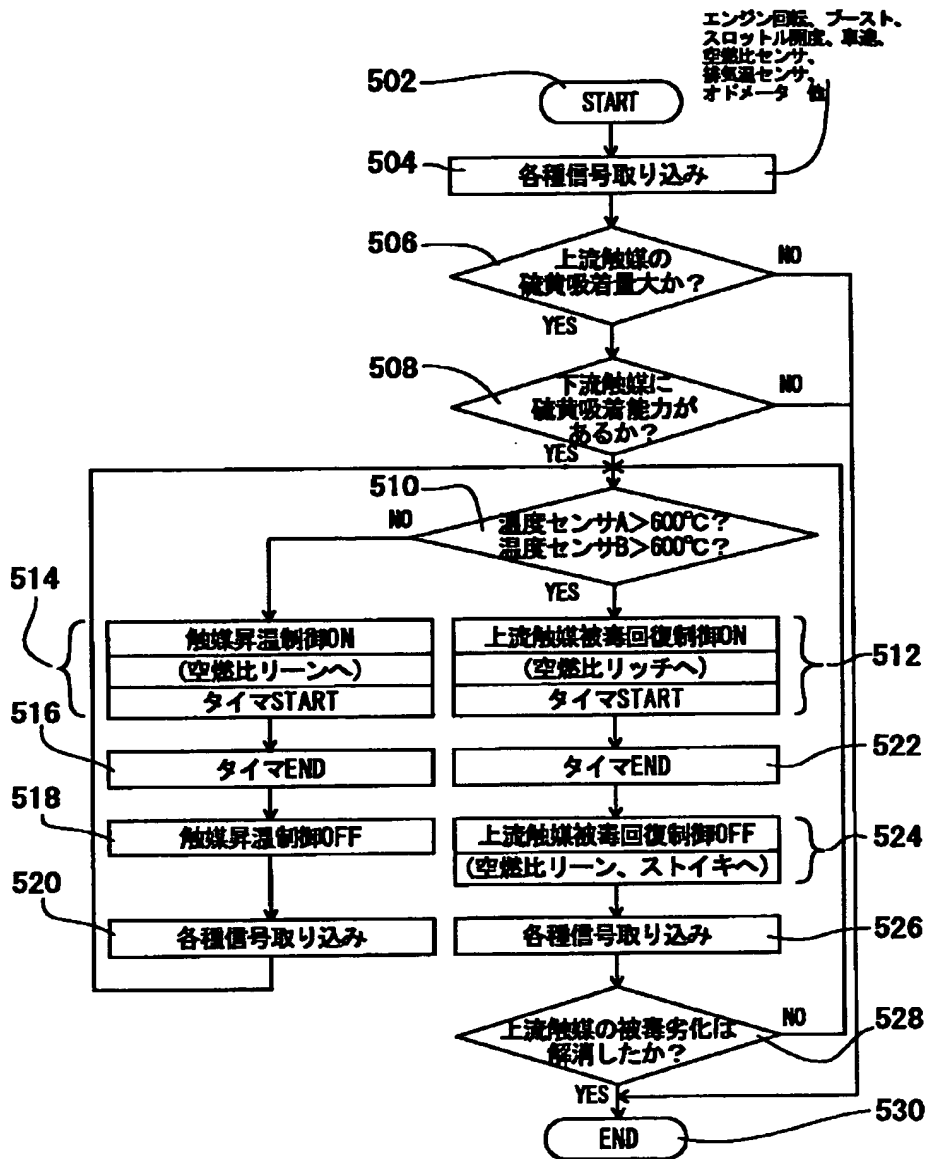 エンジン回転、ブースト、
スロットル開度、車速、
空燃比センサ、
排気温センサ、
オドメータ 他
502
START
504
各種信号取り込み
506
上流触媒の
硫黄吸着量大か？
NO
YES
508
下流触媒に
硫黄吸着能力が
あるか？
NO
YES
510
温度センサA>600℃？
温度センサB>600℃？
NO
YES
514
触媒昇温制御ON
(空燃比リーンへ)
タイマSTART
上流触媒被毒回復制御ON
(空燃比リッチへ)
タイマSTART
512
516
タイマEND
タイマEND
522
518
触媒昇温制御OFF
上流触媒被毒回復制御OFF
(空燃比リーン、ストイキへ)
524
520
各種信号取り込み
各種信号取り込み
526
上流触媒の被毒劣化は
解消したか？
NO
528
YES
END
530